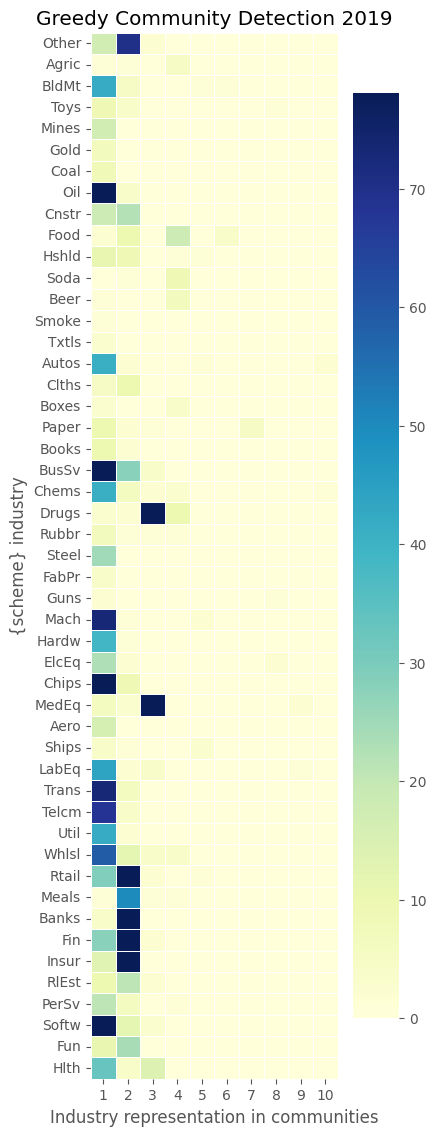 Greedy Community Detection 2019
Other
Agric
BldMt
Toys
Mines
Gold
Coal
Oil
Cnstr
Food
Hshld
Soda
Beer
Smoke
Txtls
Autos
Clths
Boxes
Paper
Books
BusSv
Chems
Drugs
Rubbr
Steel
FabPr
Guns
Mach
Hardw
ElcEq
Chips
MedEq
Aero
Ships
LabEq
Trans
Telcm
Util
Whlsl
Rtail
Meals
Banks
Fin
Insur
RlEst
PerSv
Softw
Fun
Hlth
{scheme} industry
1 2 3 4 5 6 7 8 9 10
Industry representation in communities
70
60
50
40
30
20
10
0